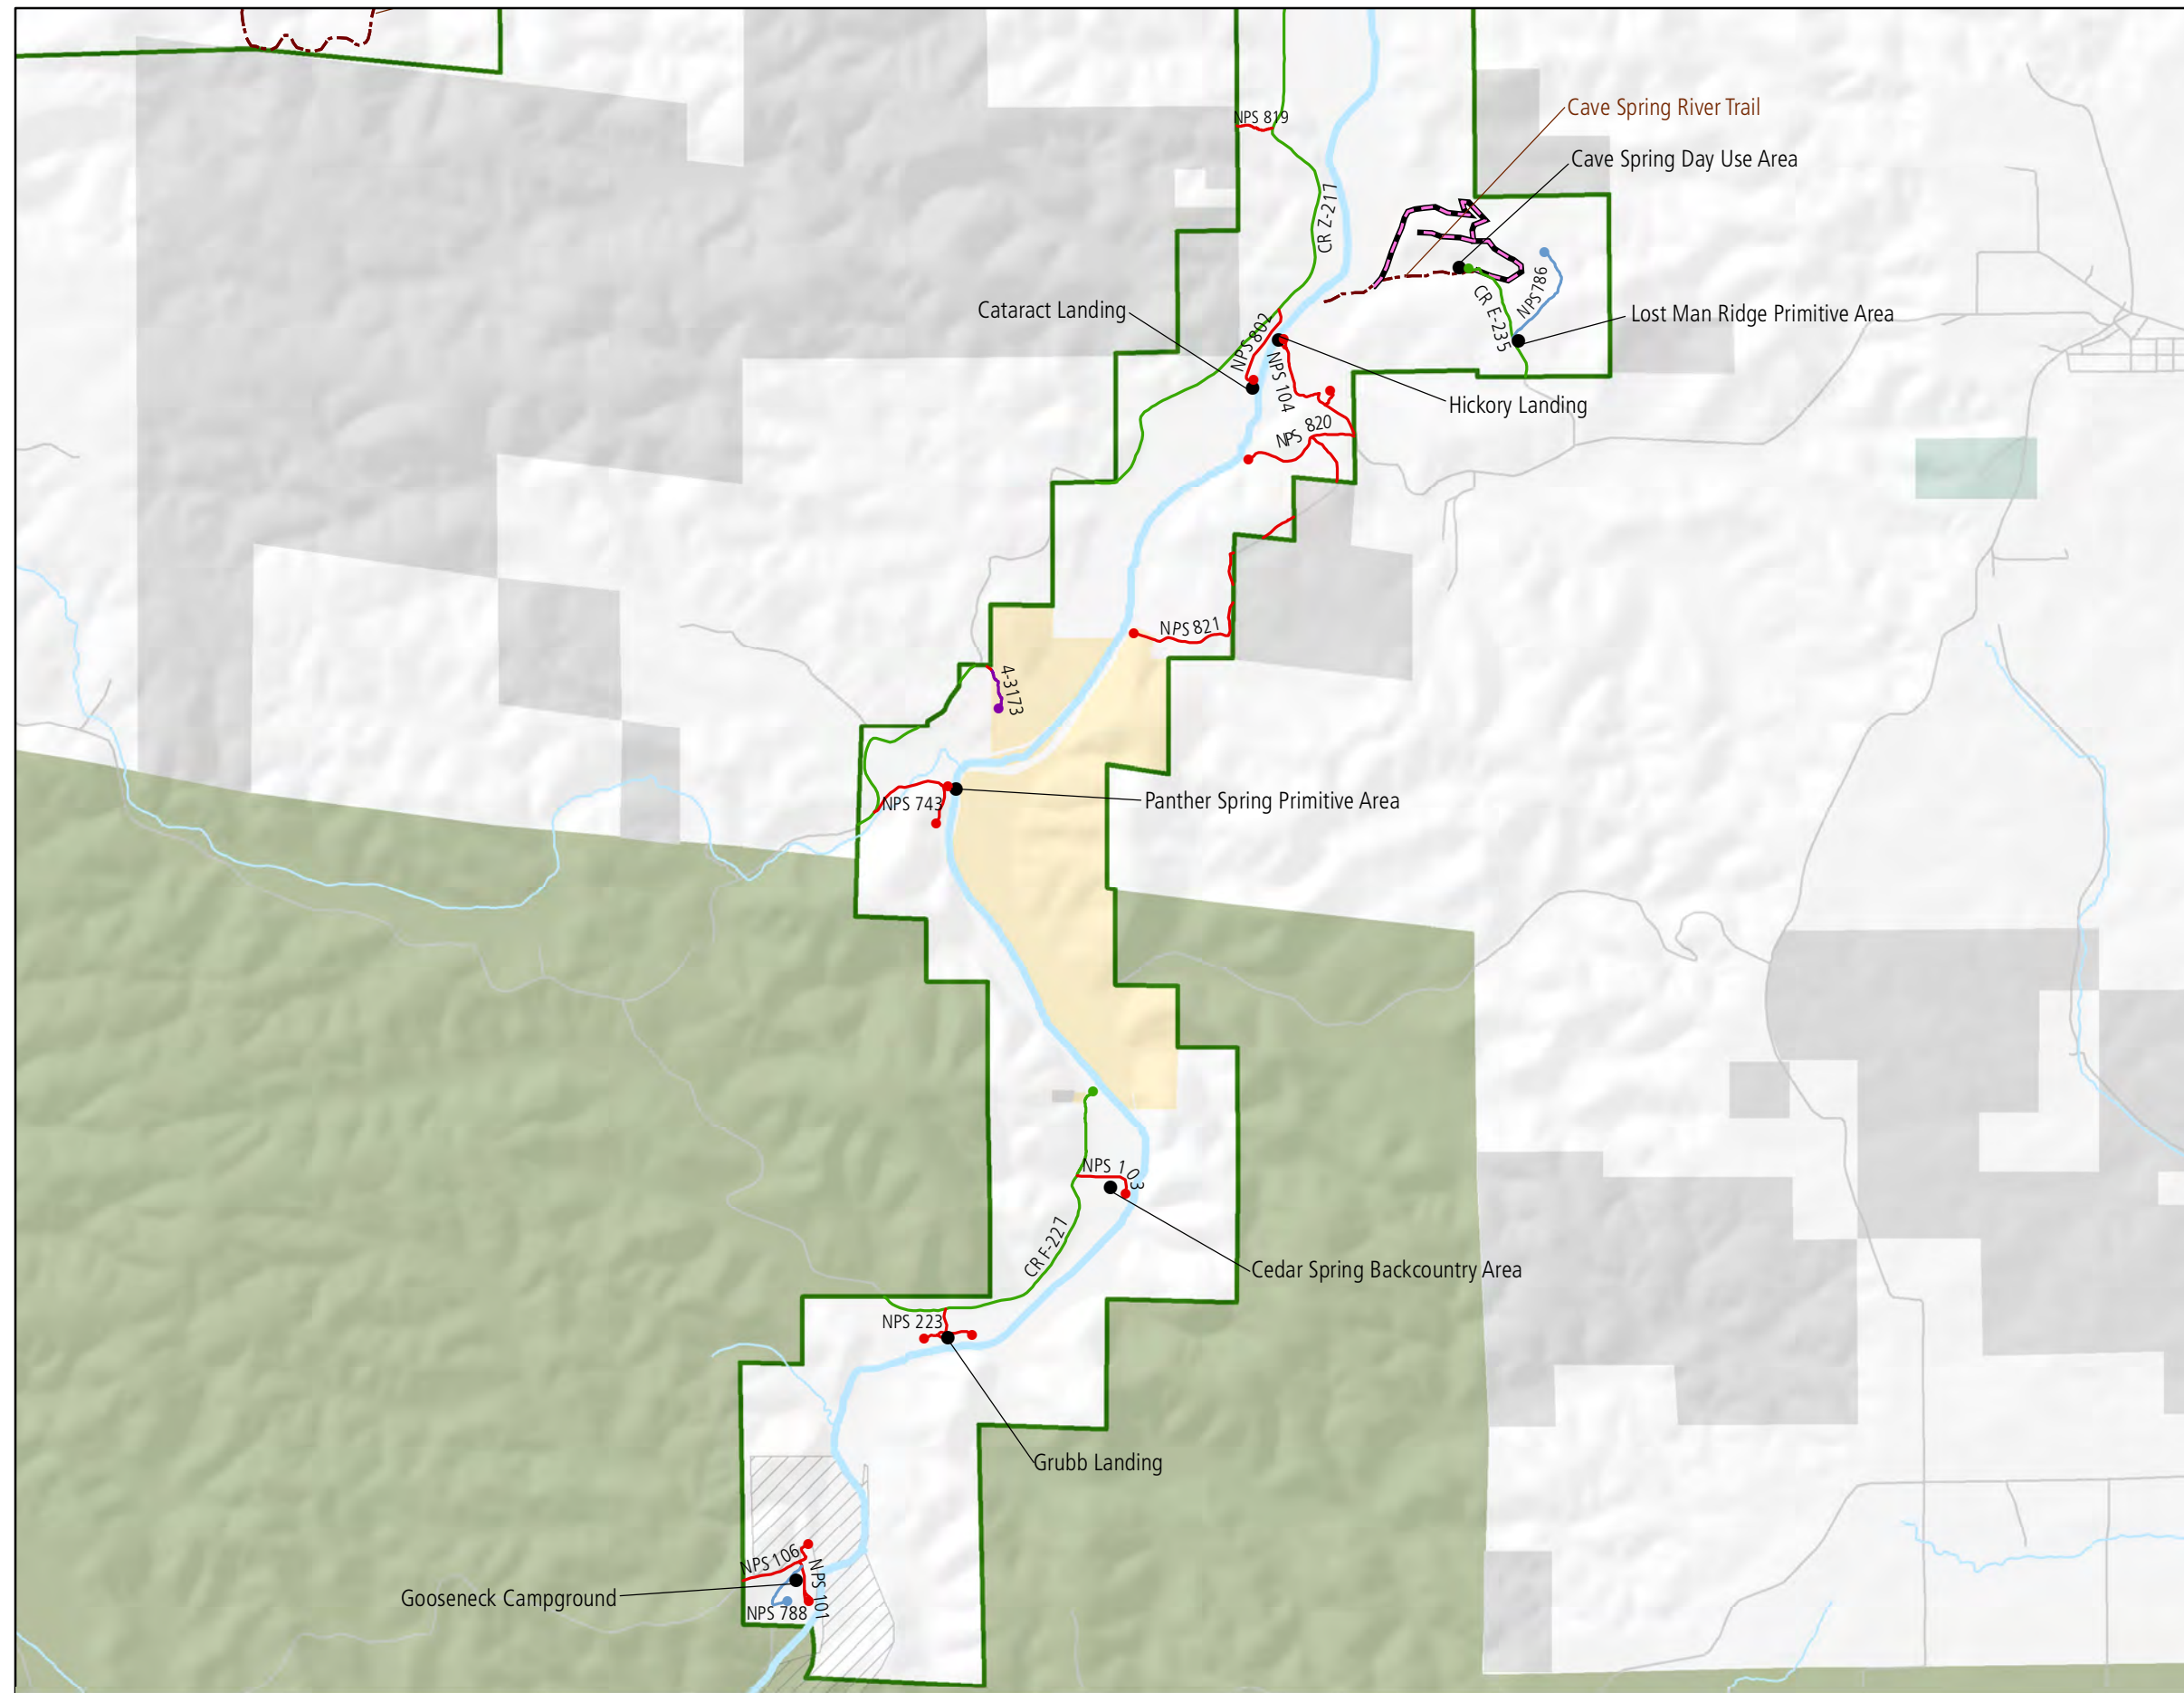 Cave Spring River Trail
NPS 819
Cave Spring Day Use Area
CR Z-217
NPS 786
CR E-235
Cataract Landing
Lost Man Ridge Primitive Area
NPS 802
NPS 104
Hickory Landing
NPS 820
NPS 821
4-3173
Panther Spring Primitive Area
NPS 743
NPS 103
CR F-227
Cedar Spring Backcountry Area
NPS 223
Grubb Landing
NPS 106
NPS 101
Gooseneck Campground
NPS 788